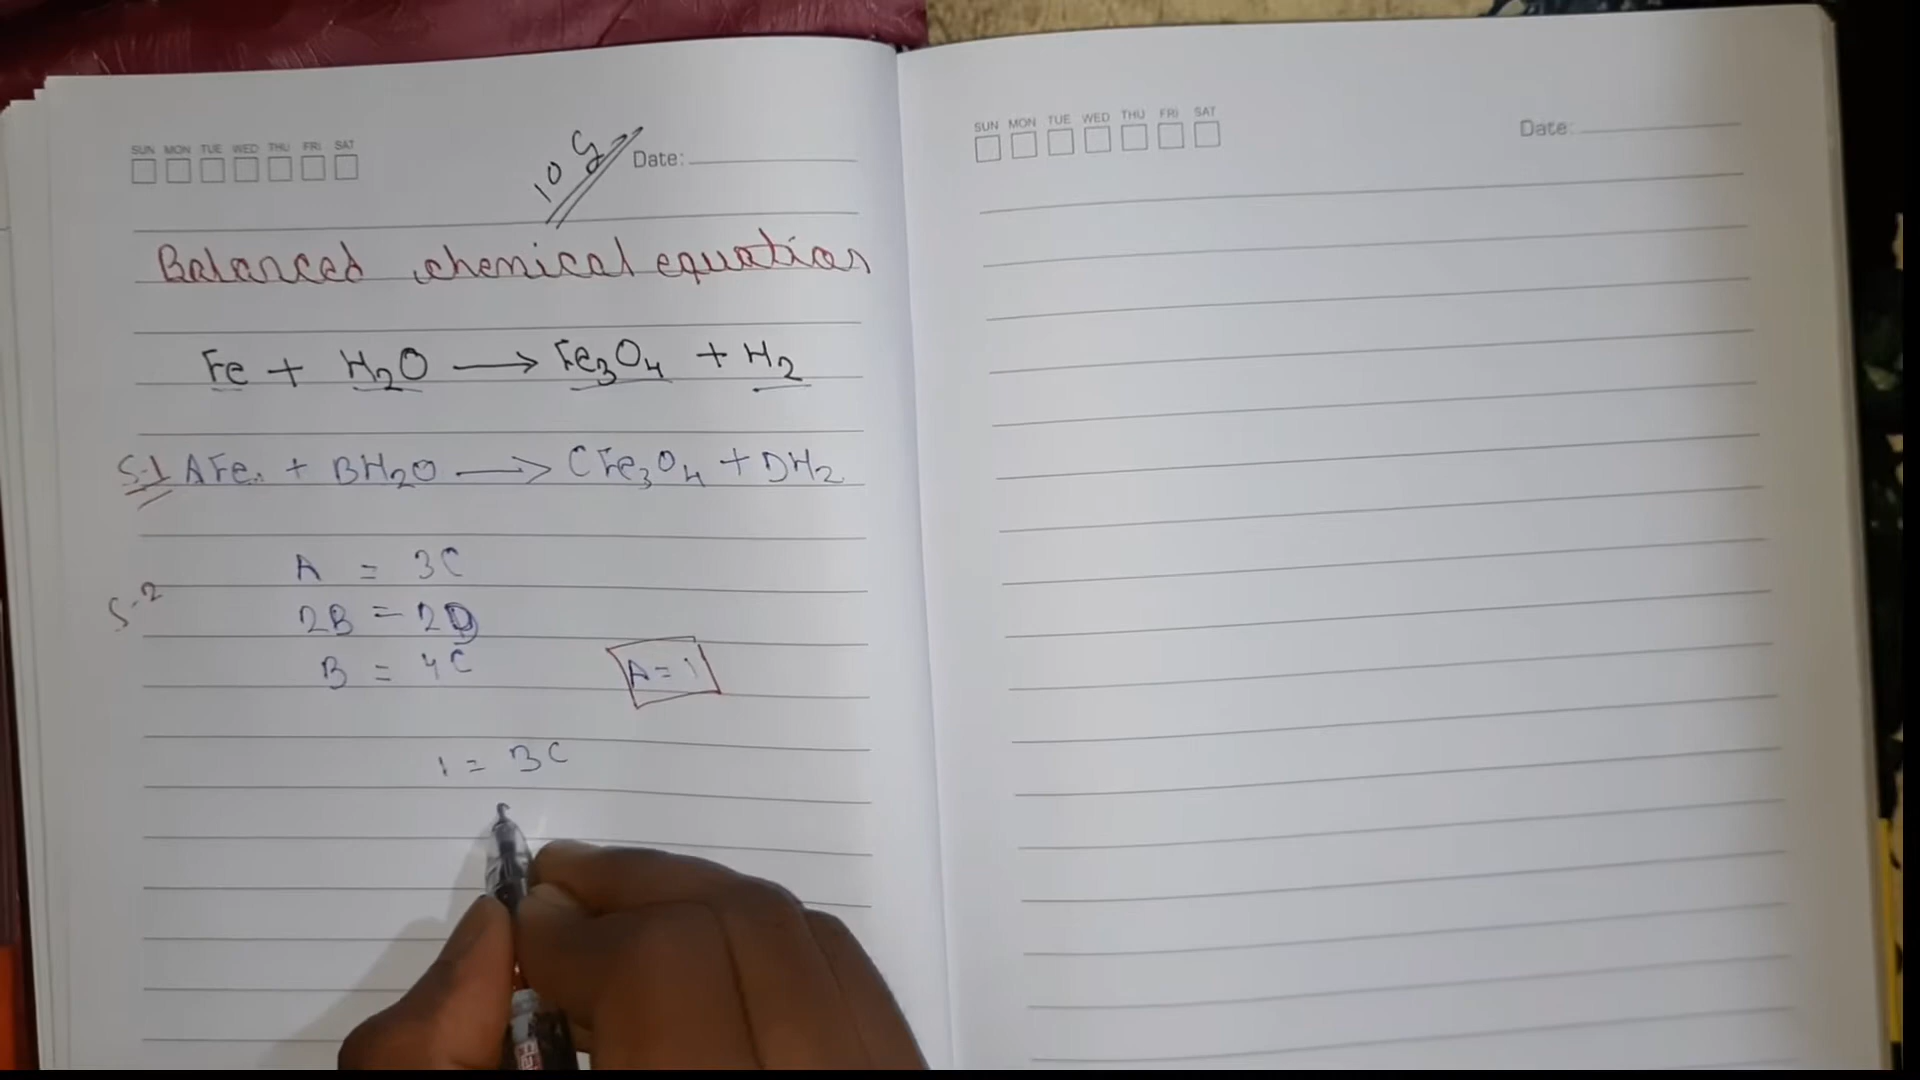 SUN MON TUE WED THU FRI SAT
Date:
Balanced chemical equation
Fe + H₂O ⟶ Fe₃O₄ + H₂
S-1 AFe + BH₂O ⟶ CFe₃O₄ + DH₂
S-2
A = 3C
2B = 2D
B = 4C
A = 1
1 = 3C
SUN MON TUE WED THU FRI SAT
Date: